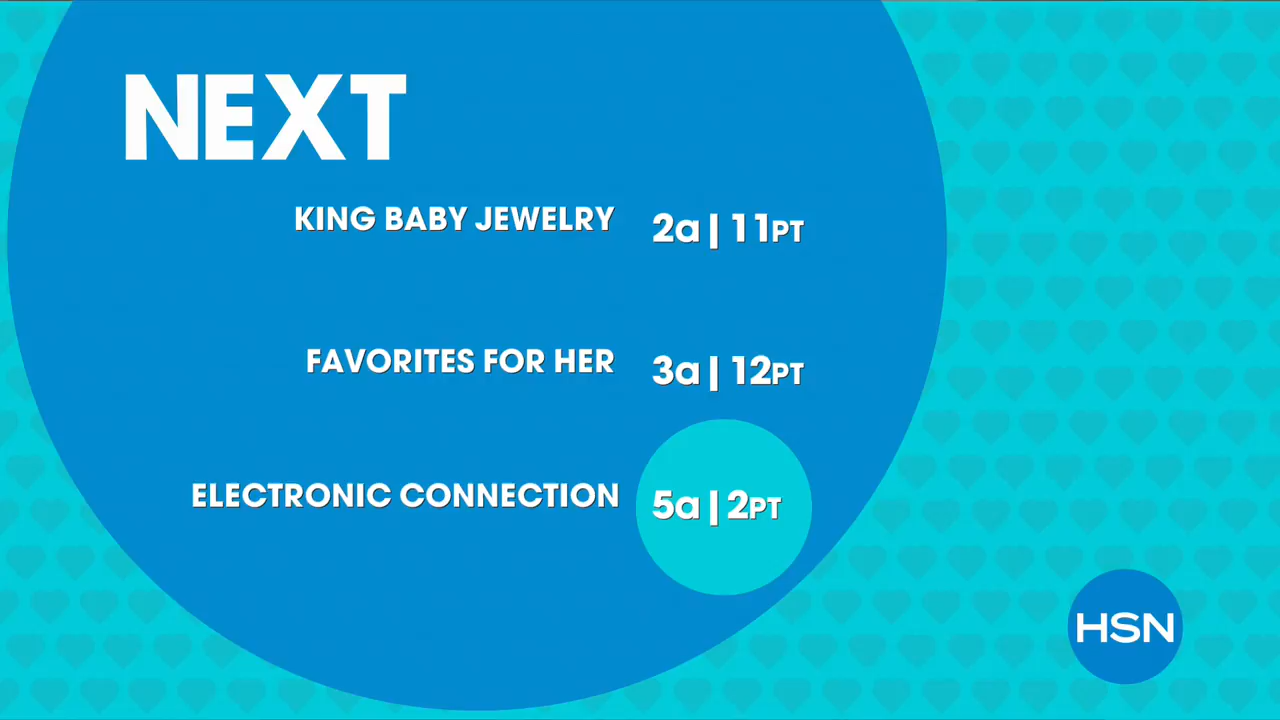 NEXT
KING BABY JEWELRY 2a | 11PT
FAVORITES FOR HER 3a | 12PT
ELECTRONIC CONNECTION 5a | 2PT
HSN